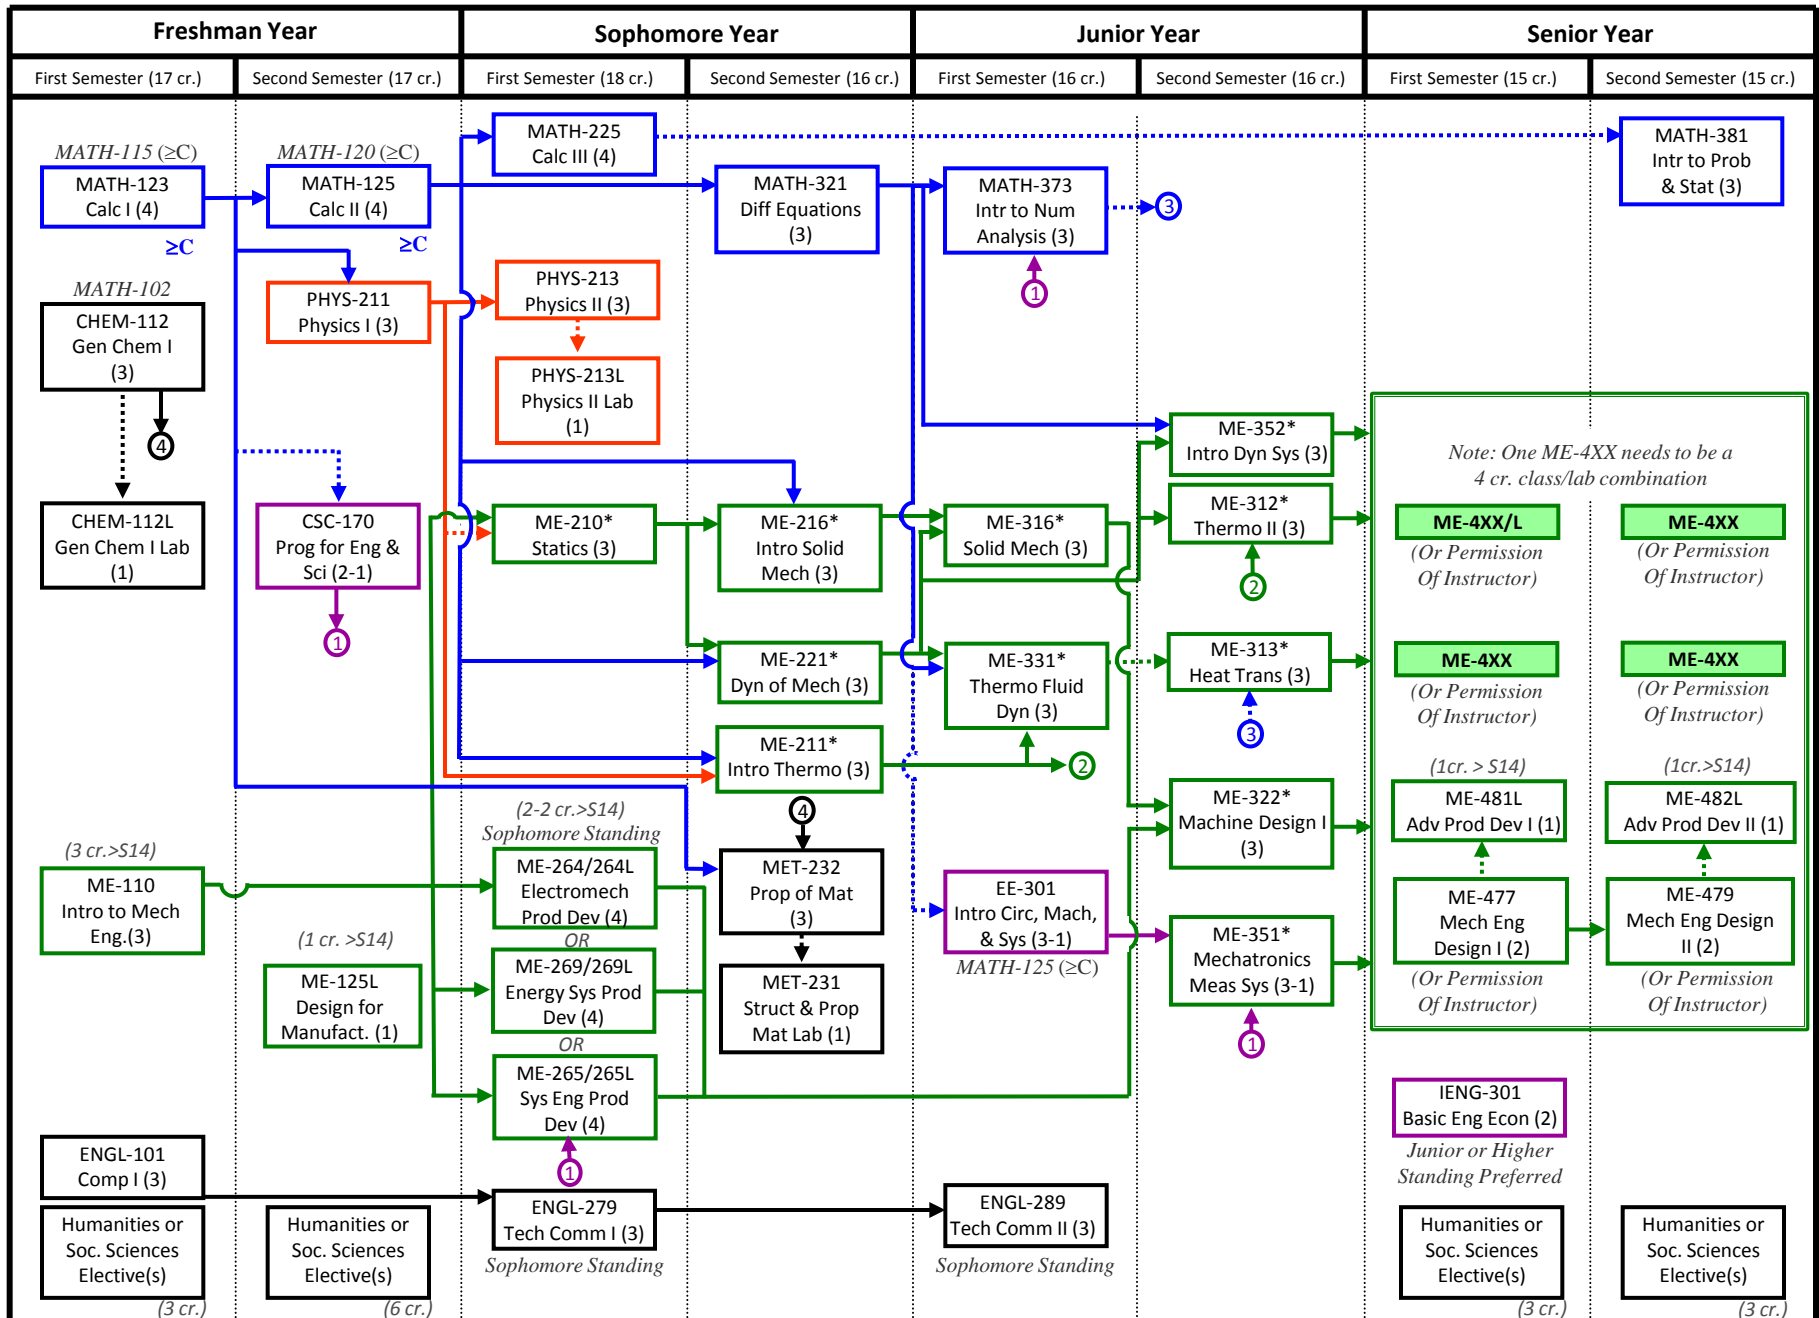 Freshman Year
Sophomore Year
Junior Year
Senior Year
First Semester (17 cr.)
Second Semester (17 cr.)
First Semester (18 cr.)
Second Semester (16 cr.)
First Semester (16 cr.)
Second Semester (16 cr.)
First Semester (15 cr.)
Second Semester (15 cr.)
MATH-115 (≥C)
MATH-123
Calc I (4)
≥C
MATH-102
CHEM-112
Gen Chem I
(3)
4
CHEM-112L
Gen Chem I Lab
(1)
(3 cr.>S14)
ME-110
Intro to Mech
Eng.(3)
ENGL-101
Comp I (3)
Humanities or
Soc. Sciences
Elective(s)
(3 cr.)
MATH-120 (≥C)
MATH-125
Calc II (4)
≥C
PHYS-211
Physics I (3)
CSC-170
Prog for Eng &
Sci (2-1)
1
(1 cr. >S14)
ME-125L
Design for
Manufact. (1)
Humanities or
Soc. Sciences
Elective(s)
(6 cr.)
MATH-225
Calc III (4)
PHYS-213
Physics II (3)
PHYS-213L
Physics II Lab
(1)
ME-210*
Statics (3)
(2-2 cr.>S14)
Sophomore Standing
ME-264/264L
Electromech
Prod Dev (4)
OR
ME-269/269L
Energy Sys Prod
Dev (4)
OR
ME-265/265L
Sys Eng Prod
Dev (4)
1
ENGL-279
Tech Comm I (3)
Sophomore Standing
MATH-321
Diff Equations
(3)
ME-216*
Intro Solid
Mech (3)
ME-221*
Dyn of Mech (3)
ME-211*
Intro Thermo (3)
4
MET-232
Prop of Mat
(3)
MET-231
Struct & Prop
Mat Lab (1)
MATH-373
Intr to Num
Analysis (3)
1
ME-316*
Solid Mech (3)
ME-331*
Thermo Fluid
Dyn (3)
2
EE-301
Intro Circ, Mach,
& Sys (3-1)
MATH-125 (≥C)
ENGL-289
Tech Comm II (3)
Sophomore Standing
3
ME-352*
Intro Dyn Sys (3)
ME-312*
Thermo II (3)
2
ME-313*
Heat Trans (3)
3
ME-322*
Machine Design I
(3)
ME-351*
Mechatronics
Meas Sys (3-1)
1
Note: One ME-4XX needs to be a
4 cr. class/lab combination
ME-4XX/L
(Or Permission
Of Instructor)
ME-4XX
(Or Permission
Of Instructor)
(1cr. > S14)
ME-481L
Adv Prod Dev I (1)
ME-477
Mech Eng
Design I (2)
(Or Permission
Of Instructor)
IENG-301
Basic Eng Econ (2)
Junior or Higher
Standing Preferred
Humanities or
Soc. Sciences
Elective(s)
(3 cr.)
MATH-381
Intr to Prob
& Stat (3)
ME-4XX
(Or Permission
Of Instructor)
ME-4XX
(Or Permission
Of Instructor)
(1cr.>S14)
ME-482L
Adv Prod Dev II (1)
ME-479
Mech Eng Design
II (2)
(Or Permission
Of Instructor)
Humanities or
Soc. Sciences
Elective(s)
(3 cr.)